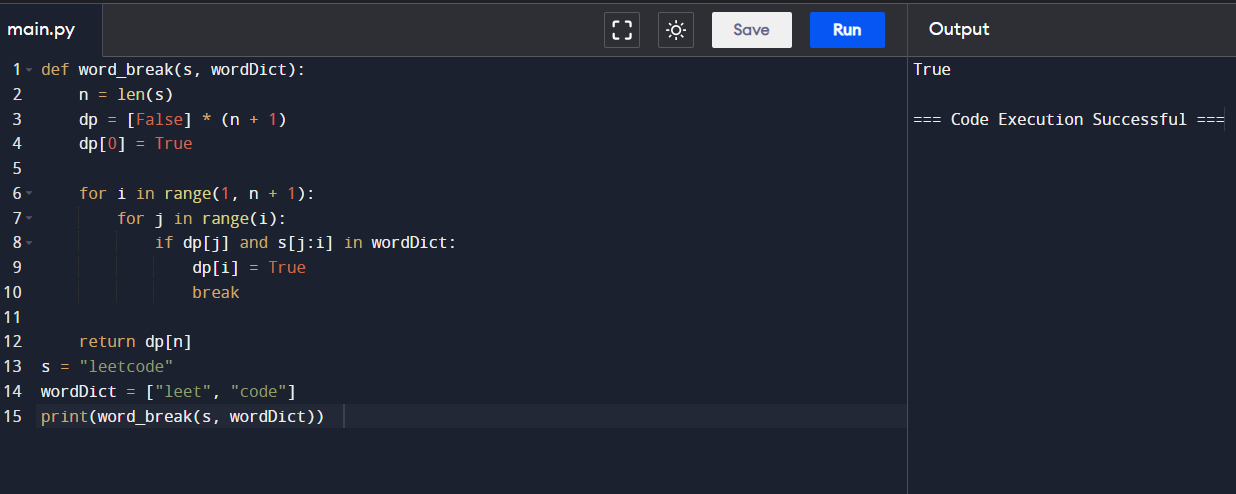 main.py
Save
Run
Output
1 def word_break(s, wordDict):
2     n = len(s)
3     dp = [False] * (n + 1)
4     dp[0] = True
5
6     for i in range(1, n + 1):
7         for j in range(i):
8             if dp[j] and s[j:i] in wordDict:
9                 dp[i] = True
10                 break
11
12     return dp[n]
13 s = "leetcode"
14 wordDict = ["leet", "code"]
15 print(word_break(s, wordDict))
True
=== Code Execution Successful ===